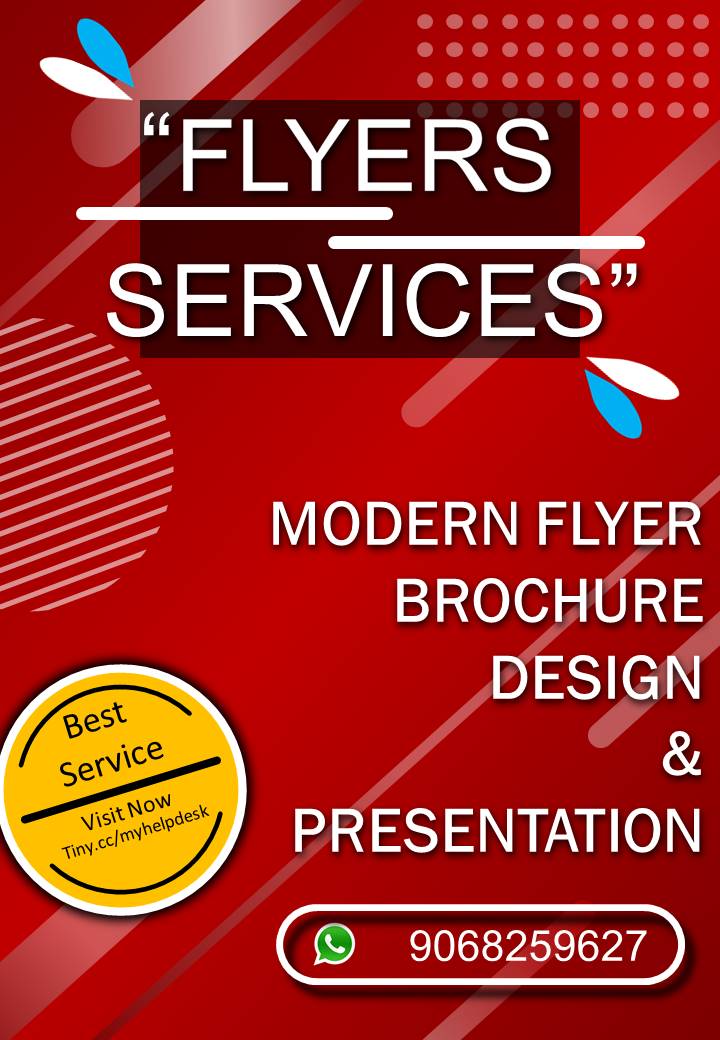 “FLYERS
SERVICES”
MODERN FLYER
BROCHURE
DESIGN
&
PRESENTATION
Best
Service
Visit Now
Tiny.cc/myhelpdesk
9068259627